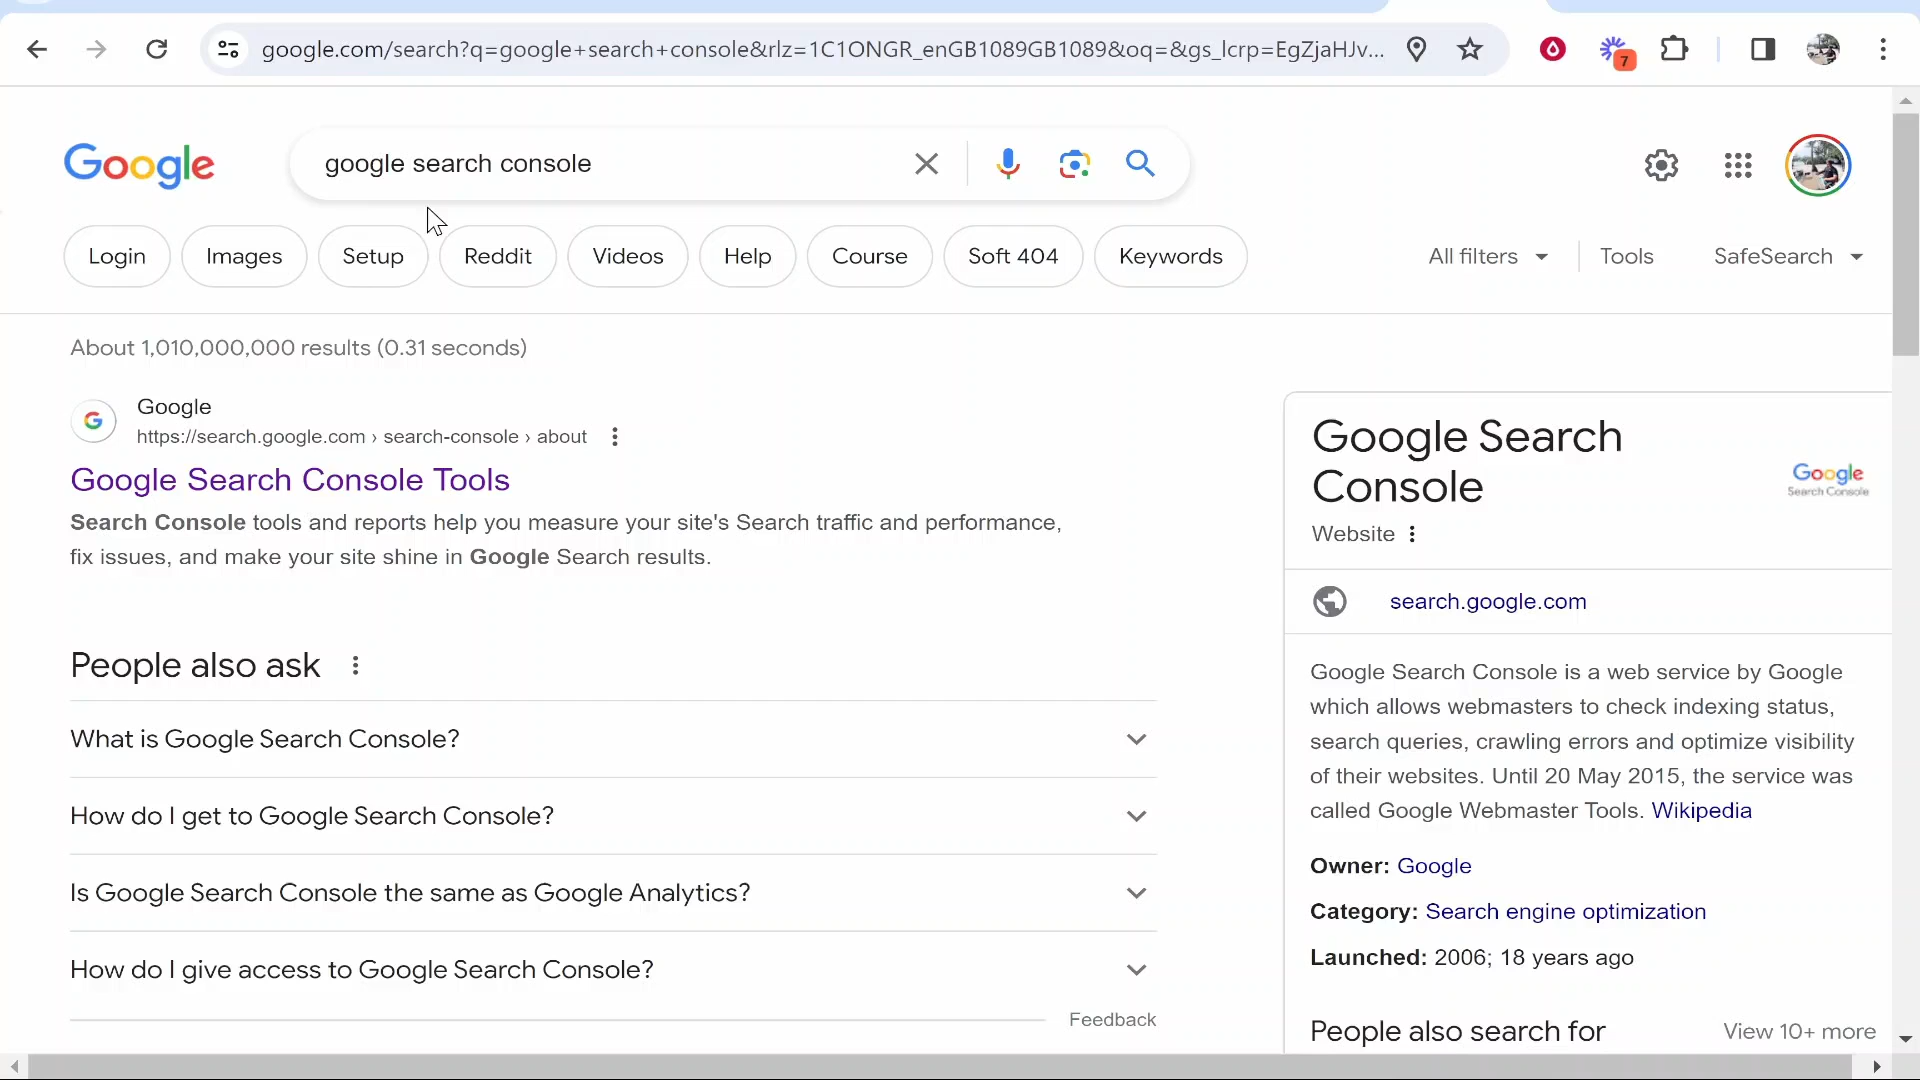 google.com/search?q=google+search+console&rlz=1C1ONGR_enGB1089GB1089&oq=&gs_lcrp=EgZjaHJv...
7
Google
google search console
Login
Images
Setup
Reddit
Videos
Help
Course
Soft 404
Keywords
All filters
Tools
SafeSearch
About 1,010,000,000 results (0.31 seconds)
G
Google
https://search.google.com › search-console › about
Google Search Console Tools
Search Console tools and reports help you measure your site's Search traffic and performance,
fix issues, and make your site shine in Google Search results.
People also ask
What is Google Search Console?
How do I get to Google Search Console?
Is Google Search Console the same as Google Analytics?
How do I give access to Google Search Console?
Feedback
Google Search
Console
Google
Search Console
Website
search.google.com
Google Search Console is a web service by Google
which allows webmasters to check indexing status,
search queries, crawling errors and optimize visibility
of their websites. Until 20 May 2015, the service was
called Google Webmaster Tools. Wikipedia
Owner: Google
Category: Search engine optimization
Launched: 2006; 18 years ago
People also search for
View 10+ more